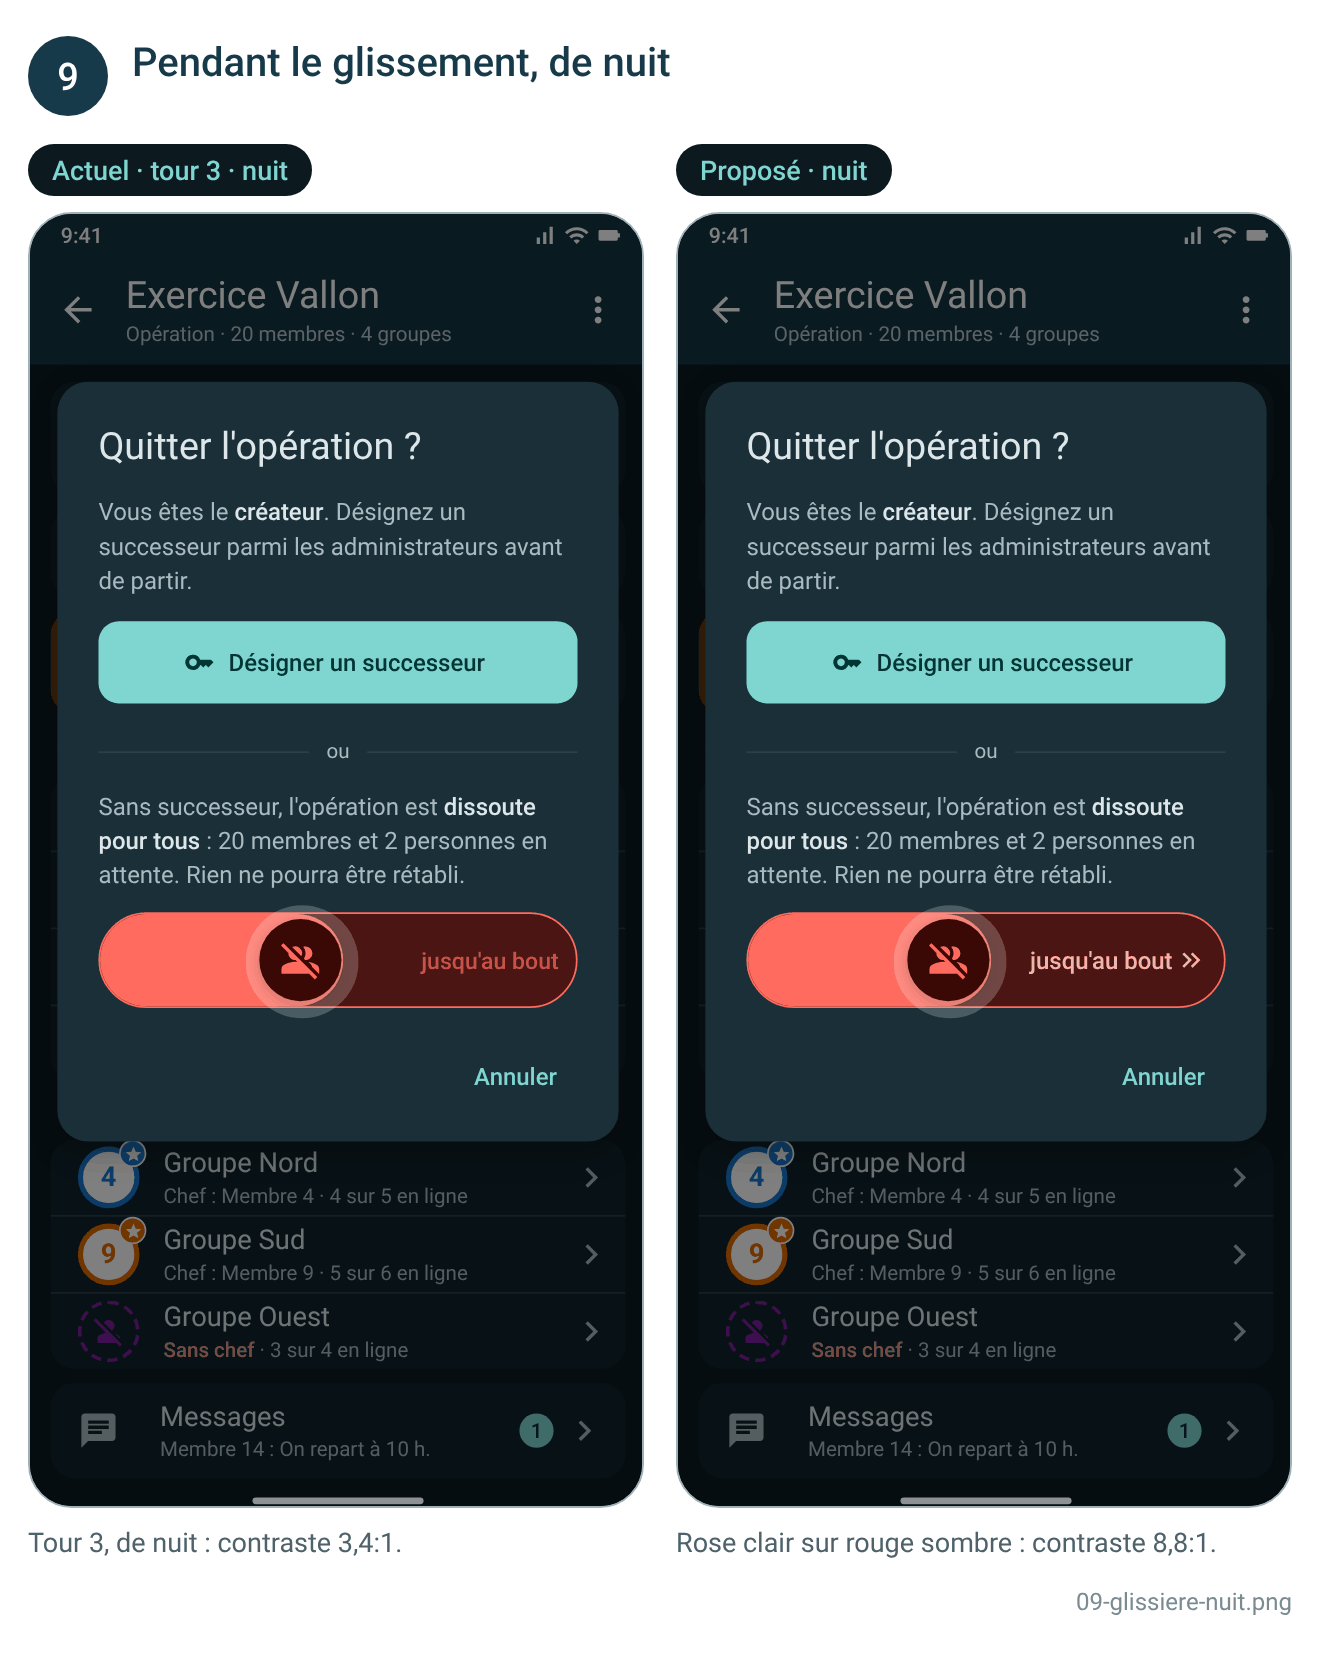 9
Pendant le glissement, de nuit
Actuel · tour 3 · nuit
9:41
Exercice Vallon
Opération · 20 membres · 4 groupes
Quitter l'opération ?
Vous êtes le créateur. Désignez un
successeur parmi les administrateurs avant
de partir.
Désigner un successeur
ou
Sans successeur, l'opération est dissoute
pour tous : 20 membres et 2 personnes en
attente. Rien ne pourra être rétabli.
jusqu'au bout
Annuler
4
Groupe Nord
Chef : Membre 4 · 4 sur 5 en ligne
9
Groupe Sud
Chef : Membre 9 · 5 sur 6 en ligne
Groupe Ouest
Sans chef · 3 sur 4 en ligne
Messages
Membre 14 : On repart à 10 h.
1
Tour 3, de nuit : contraste 3,4:1.
Proposé · nuit
9:41
Exercice Vallon
Opération · 20 membres · 4 groupes
Quitter l'opération ?
Vous êtes le créateur. Désignez un
successeur parmi les administrateurs avant
de partir.
Désigner un successeur
ou
Sans successeur, l'opération est dissoute
pour tous : 20 membres et 2 personnes en
attente. Rien ne pourra être rétabli.
jusqu'au bout
Annuler
4
Groupe Nord
Chef : Membre 4 · 4 sur 5 en ligne
9
Groupe Sud
Chef : Membre 9 · 5 sur 6 en ligne
Groupe Ouest
Sans chef · 3 sur 4 en ligne
Messages
Membre 14 : On repart à 10 h.
1
Rose clair sur rouge sombre : contraste 8,8:1.
09-glissiere-nuit.png